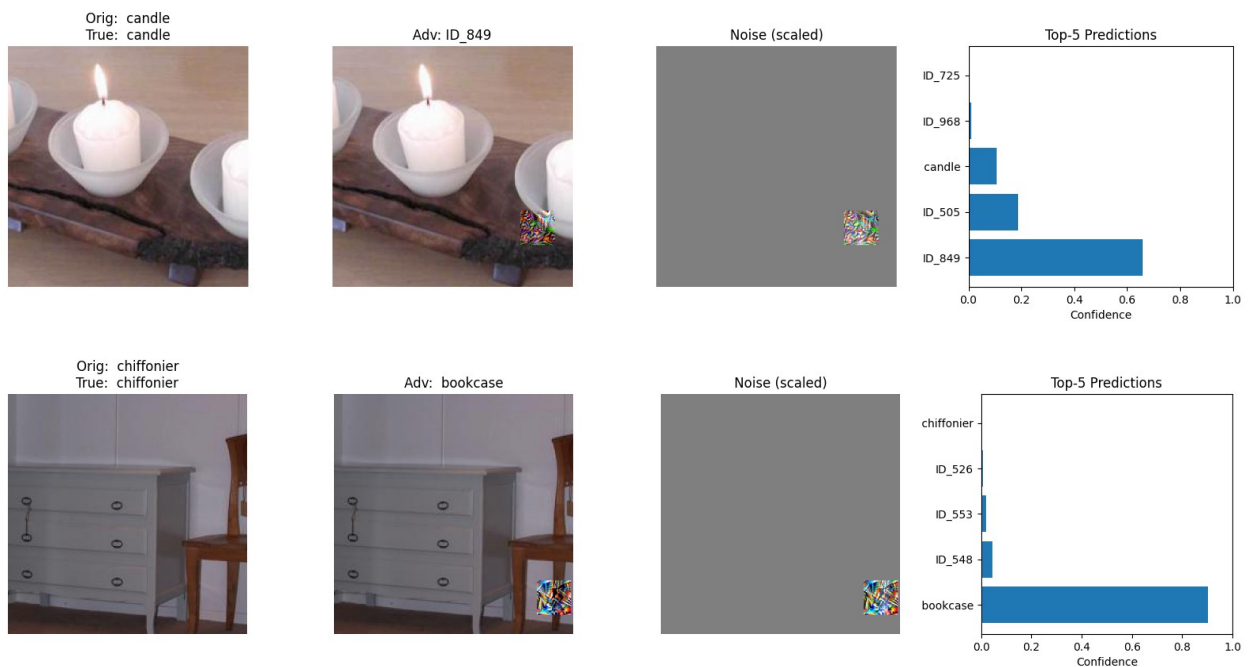 Orig:  candle
True:  candle
Adv: ID_849
Noise (scaled)
Top-5 Predictions
ID_725
ID_968
candle
ID_505
ID_849
0.0 0.2 0.4 0.6 0.8 1.0
Confidence
Orig:  chiffonier
True:  chiffonier
Adv:  bookcase
Noise (scaled)
Top-5 Predictions
chiffonier
ID_526
ID_553
ID_548
bookcase
0.0 0.2 0.4 0.6 0.8 1.0
Confidence